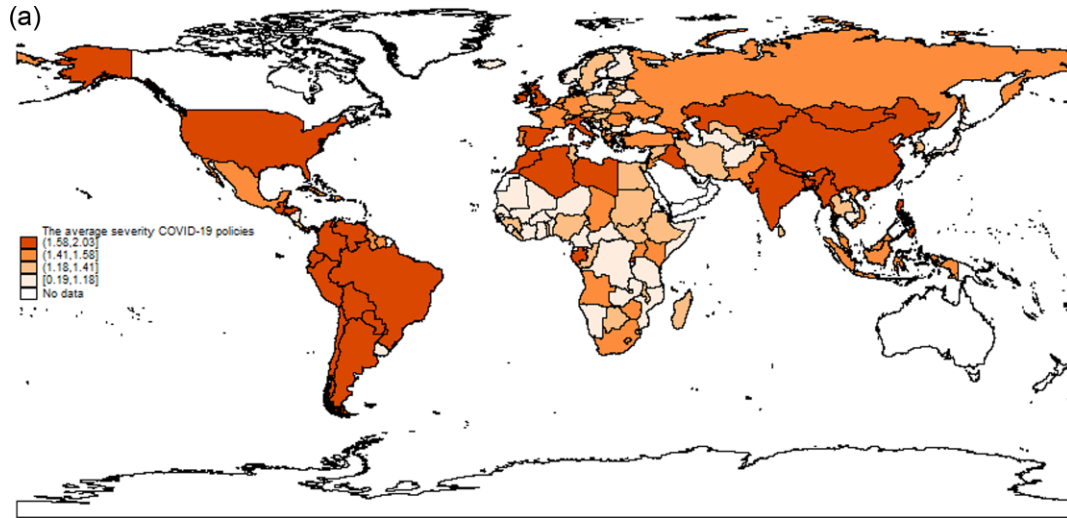 (a)
The average severity COVID-19 policies
(1.58,2.03]
(1.41,1.58]
(1.18,1.41]
[0.19,1.18]
No data